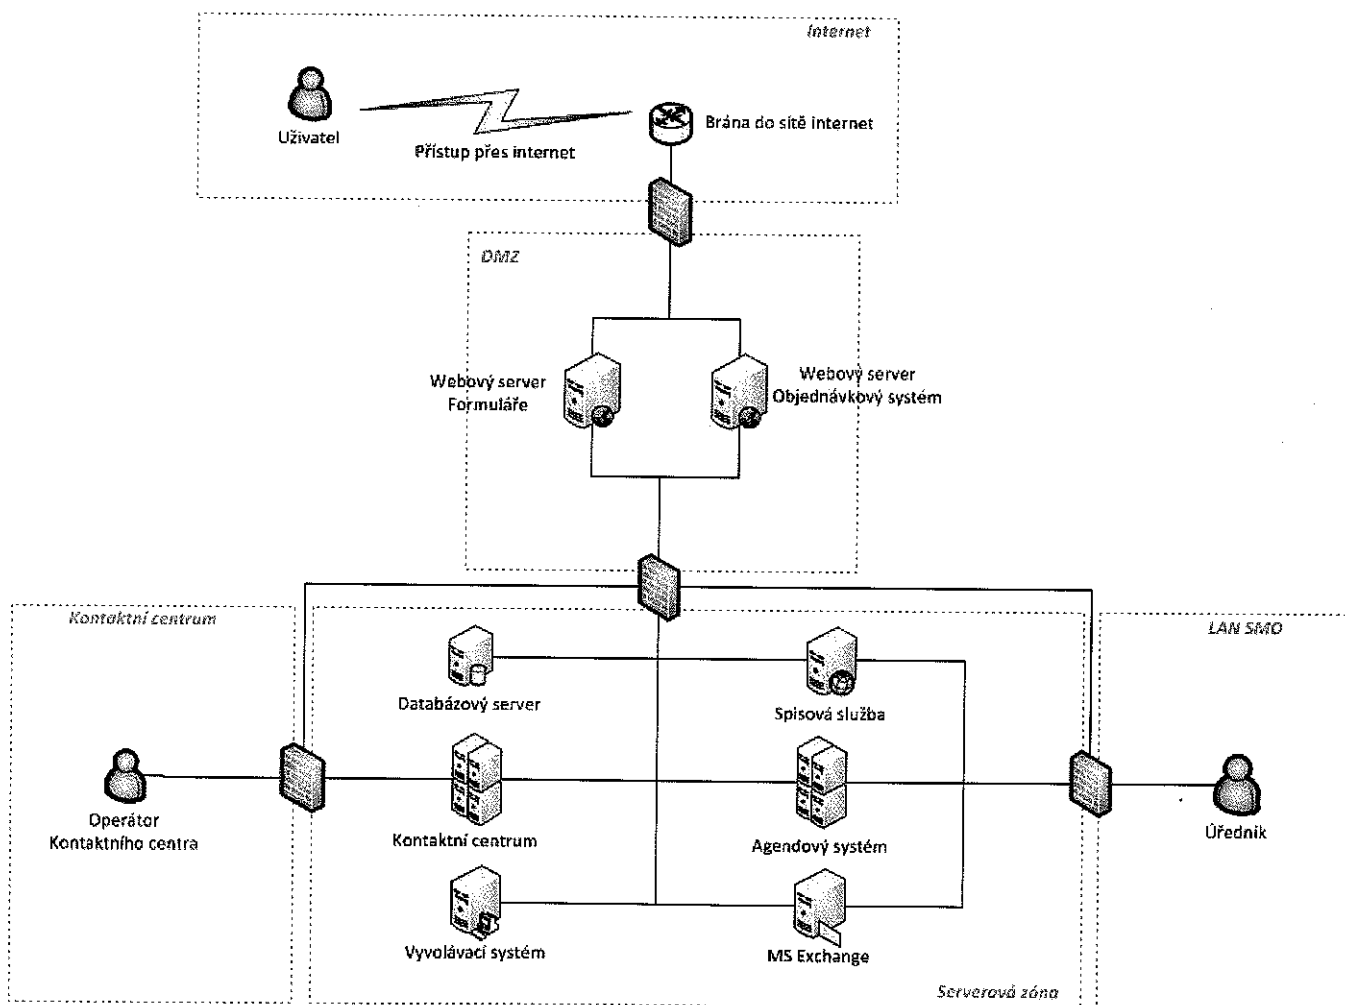 Internet
Uživatel
Přístup přes internet
Brána do sítě internet
DMZ
Webový server
Formuláře
Webový server
Objednávkový systém
Kontaktní centrum
LAN SMO
Databázový server
Spisová služba
Operátor
Kontaktního centra
Kontaktní centrum
Agendový systém
Úředník
Vyvolávací systém
MS Exchange
Serverová zóna